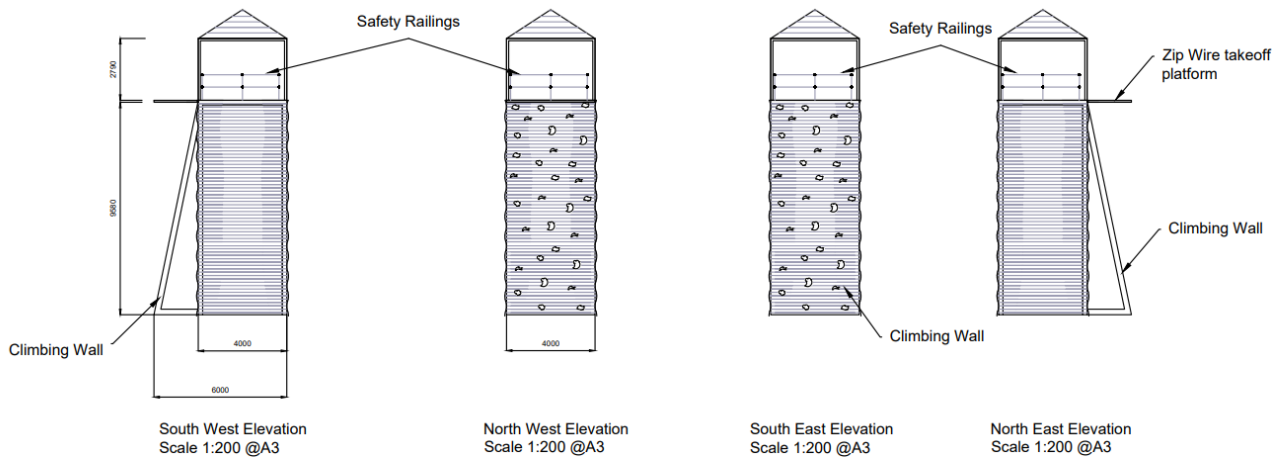 Safety Railings
Safety Railings
Zip Wire takeoff
platform
2790
9580
Climbing Wall
Climbing Wall
Climbing Wall
4000
4000
6000
South West Elevation
Scale 1:200 @A3
North West Elevation
Scale 1:200 @A3
South East Elevation
Scale 1:200 @A3
North East Elevation
Scale 1:200 @A3